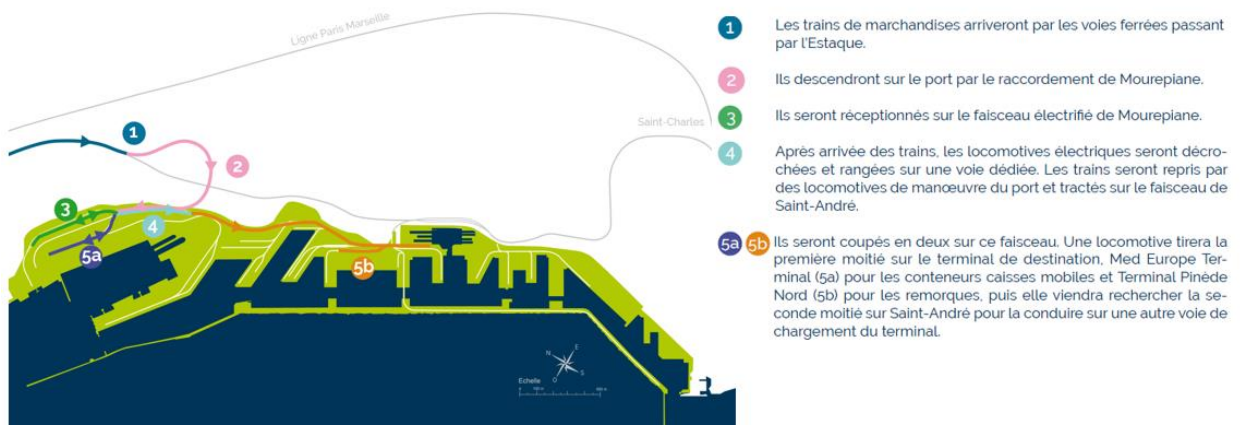 Ligne Paris Marseille
Saint-Charles
1
2
3
4
5a
5b
N
E
S
O
Echelle
1
Les trains de marchandises arriveront par les voies ferrées passant
par l'Estaque.
2
Ils descendront sur le port par le raccordement de Mourepiane.
3
Ils seront réceptionnés sur le faisceau électrifié de Mourepiane.
4
Après arrivée des trains, les locomotives électriques seront décro-
chées et rangées sur une voie dédiée. Les trains seront repris par
des locomotives de manœuvre du port et tractés sur le faisceau de
Saint-André.
5a 5b
Ils seront coupés en deux sur ce faisceau. Une locomotive tirera la
première moitié sur le terminal de destination, Med Europe Ter-
minal (5a) pour les conteneurs caisses mobiles et Terminal Pinède
Nord (5b) pour les remorques, puis elle viendra rechercher la se-
conde moitié sur Saint-André pour la conduire sur une autre voie de
chargement du terminal.